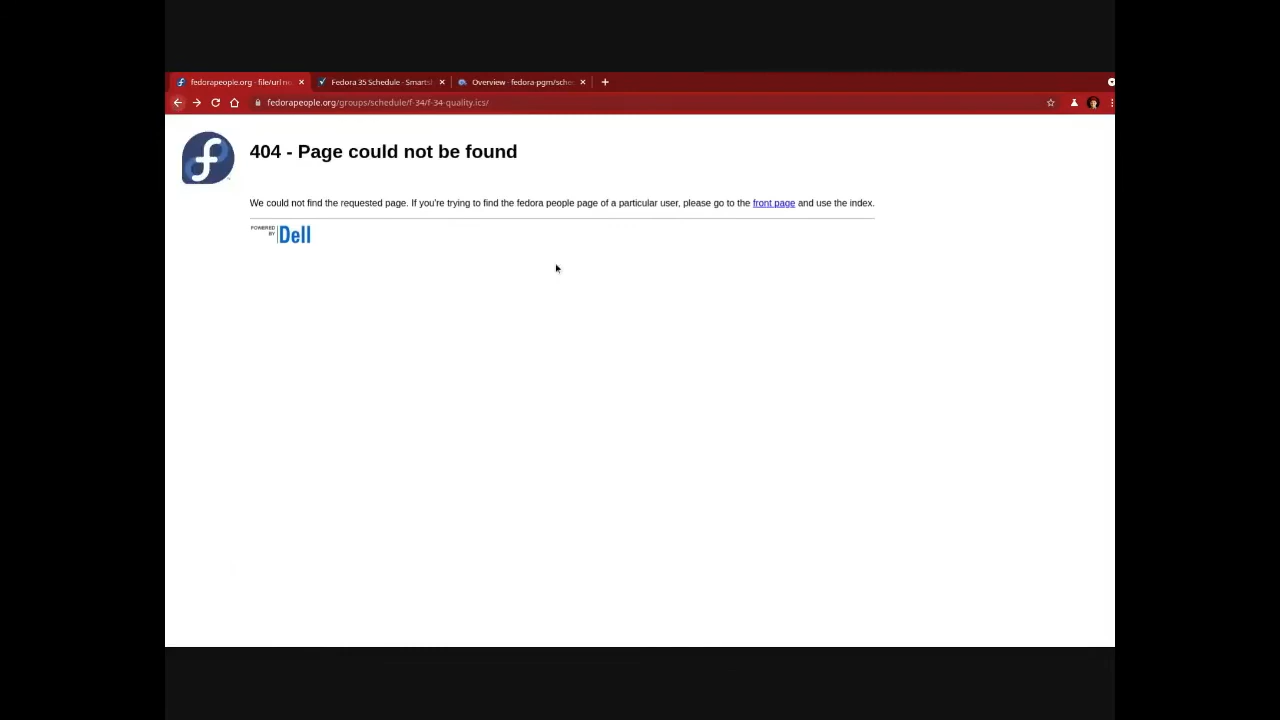 fedorapeople.org - file/url n
Fedora 35 Schedule - Smarts
Overview - fedora-pgm/sche
fedorapeople.org/groups/schedule/f-34/f-34-quality.ics/
404 - Page could not be found
We could not find the requested page. If you're trying to find the fedora people page of a particular user, please go to the front page and use the index.
POWERED
BY
Dell